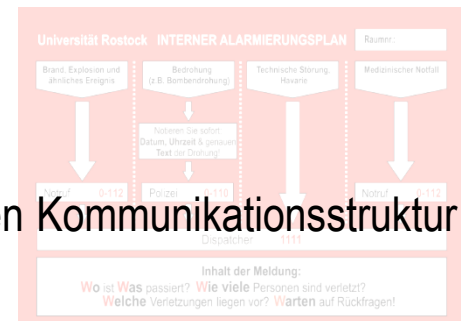 Universität Rostock INTERNER ALARMIERUNGSPLAN Raumnr.:
Brand, Explosion und ähnliches Ereignis
Bedrohung (z.B. Bombendrohung)
Technische Störung, Havarie
Medizinischer Notfall
Notieren Sie sofort:
Datum, Uhrzeit & genauen
Text der Drohung!
Notruf 0-112
Polizei 0-110
Notruf 0-112
en Kommunikationsstruktur
Dispatcher 1111
Inhalt der Meldung:
Wo ist Was passiert? Wie viele Personen sind verletzt?
Welche Verletzungen liegen vor? Warten auf Rückfragen!